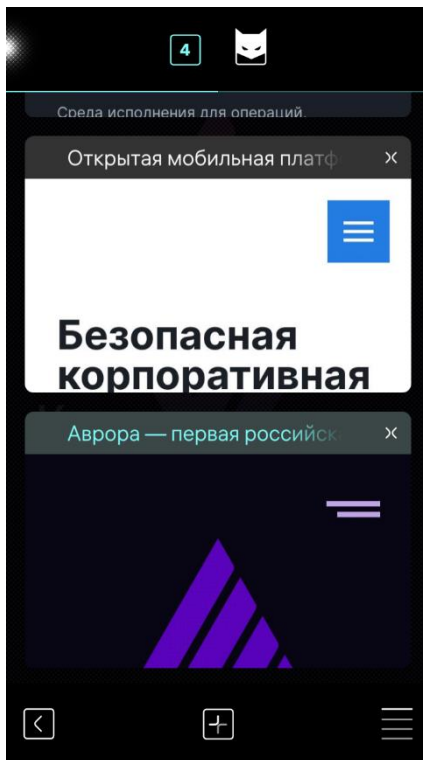 4
Среда исполнения для операций.
Открытая мобильная платф
Безопасная
корпоративная
Аврора — первая российск